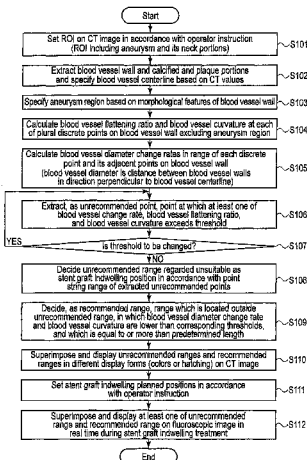 Start
Set ROI on CT image in accordance with operator instruction
(ROI including aneurysm and its neck portions)
S101
Extract blood vessel wall and calcified and plaque portions
and specify blood vessel centerline based on CT values
S102
Specify aneurysm region based on morphological features of blood vessel wall
S103
Calculate blood vessel flattening ratio and blood vessel curvature at each
of plural discrete points on blood vessel wall excluding aneurysm region
S104
Calculate blood vessel diameter change rates in range of each discrete
point and its adjacent points on blood vessel wall
(blood vessel diameter is distance between blood vessel walls
in direction perpendicular to blood vessel centerline)
S105
Extract, as unrecommended point, point at which at least one of
blood vessel change rate, blood vessel flattening ratio,
and blood vessel curvature exceeds threshold
S106
YES
is threshold to be changed?
S107
NO
Decide unrecommended range regarded unsuitable as
stent graft indwelling position in accordance with point
string range of extracted unrecommended points
S108
Decide, as recommended range, range which is located outside
unrecommended range, in which blood vessel diameter change rate
and blood vessel curvature are lower than corresponding thresholds,
and which is equal to or more than predetermined length
S109
Superimpose and display unrecommended ranges and recommended
ranges in different display forms (colors or hatching) on CT image
S110
Set stent graft indwelling planned positions in accordance
with operator instruction
S111
Superimpose and display at least one of unrecommended
range and recommended range on fluoroscopic image in
real time during stent graft indwelling treatment
S112
End